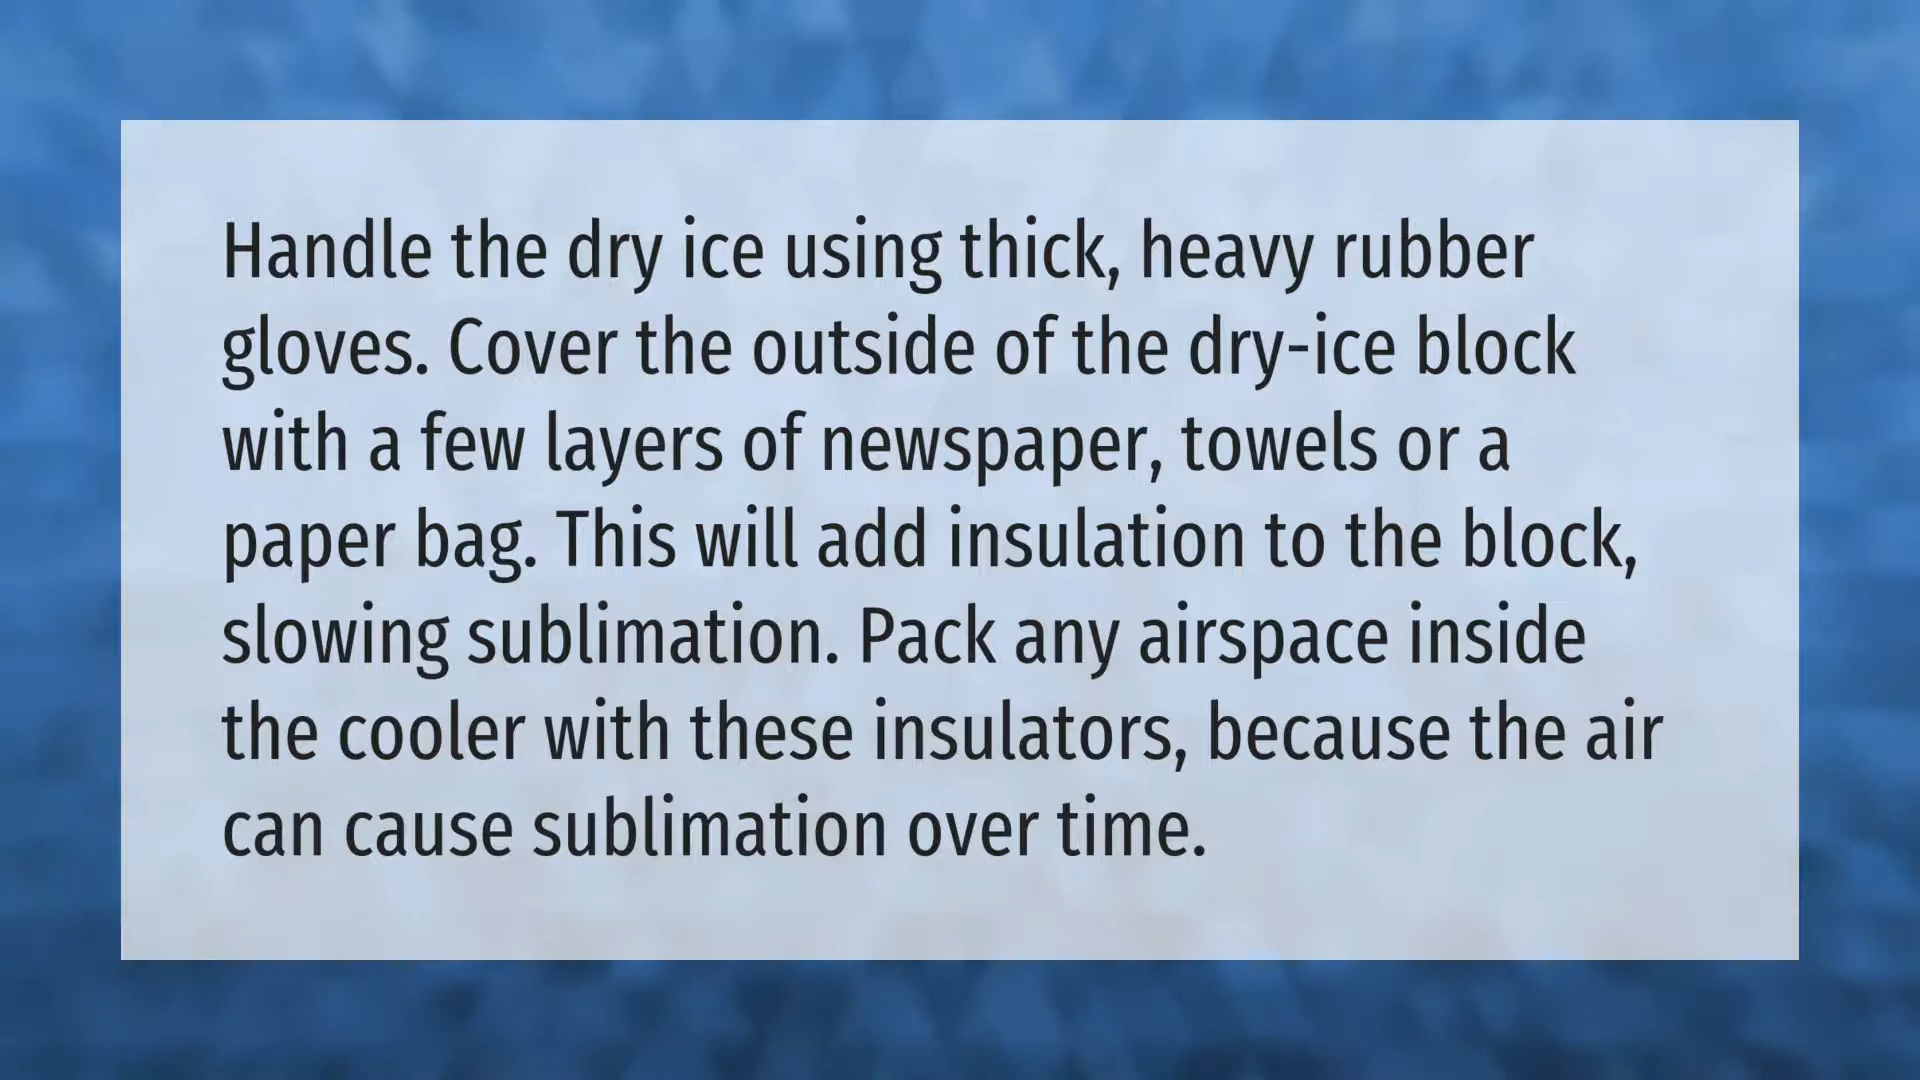 Handle the dry ice using thick, heavy rubber
gloves. Cover the outside of the dry-ice block
with a few layers of newspaper, towels or a
paper bag. This will add insulation to the block,
slowing sublimation. Pack any airspace inside
the cooler with these insulators, because the air
can cause sublimation over time.